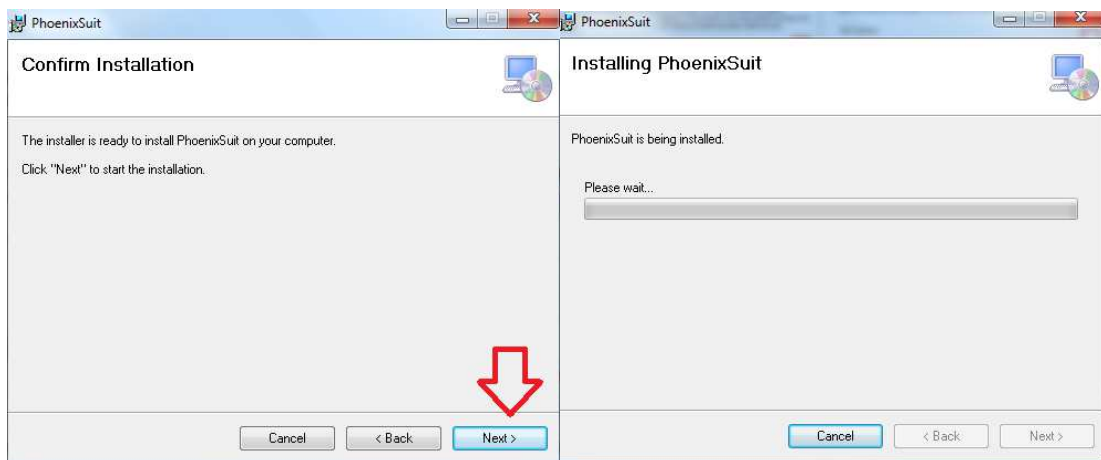 PhoenixSuit
Confirm Installation
The installer is ready to install PhoenixSuit on your computer.
Click "Next" to start the installation.
Cancel
< Back
Next >
PhoenixSuit
Installing PhoenixSuit
PhoenixSuit is being installed.
Please wait...
Cancel
< Back
Next >